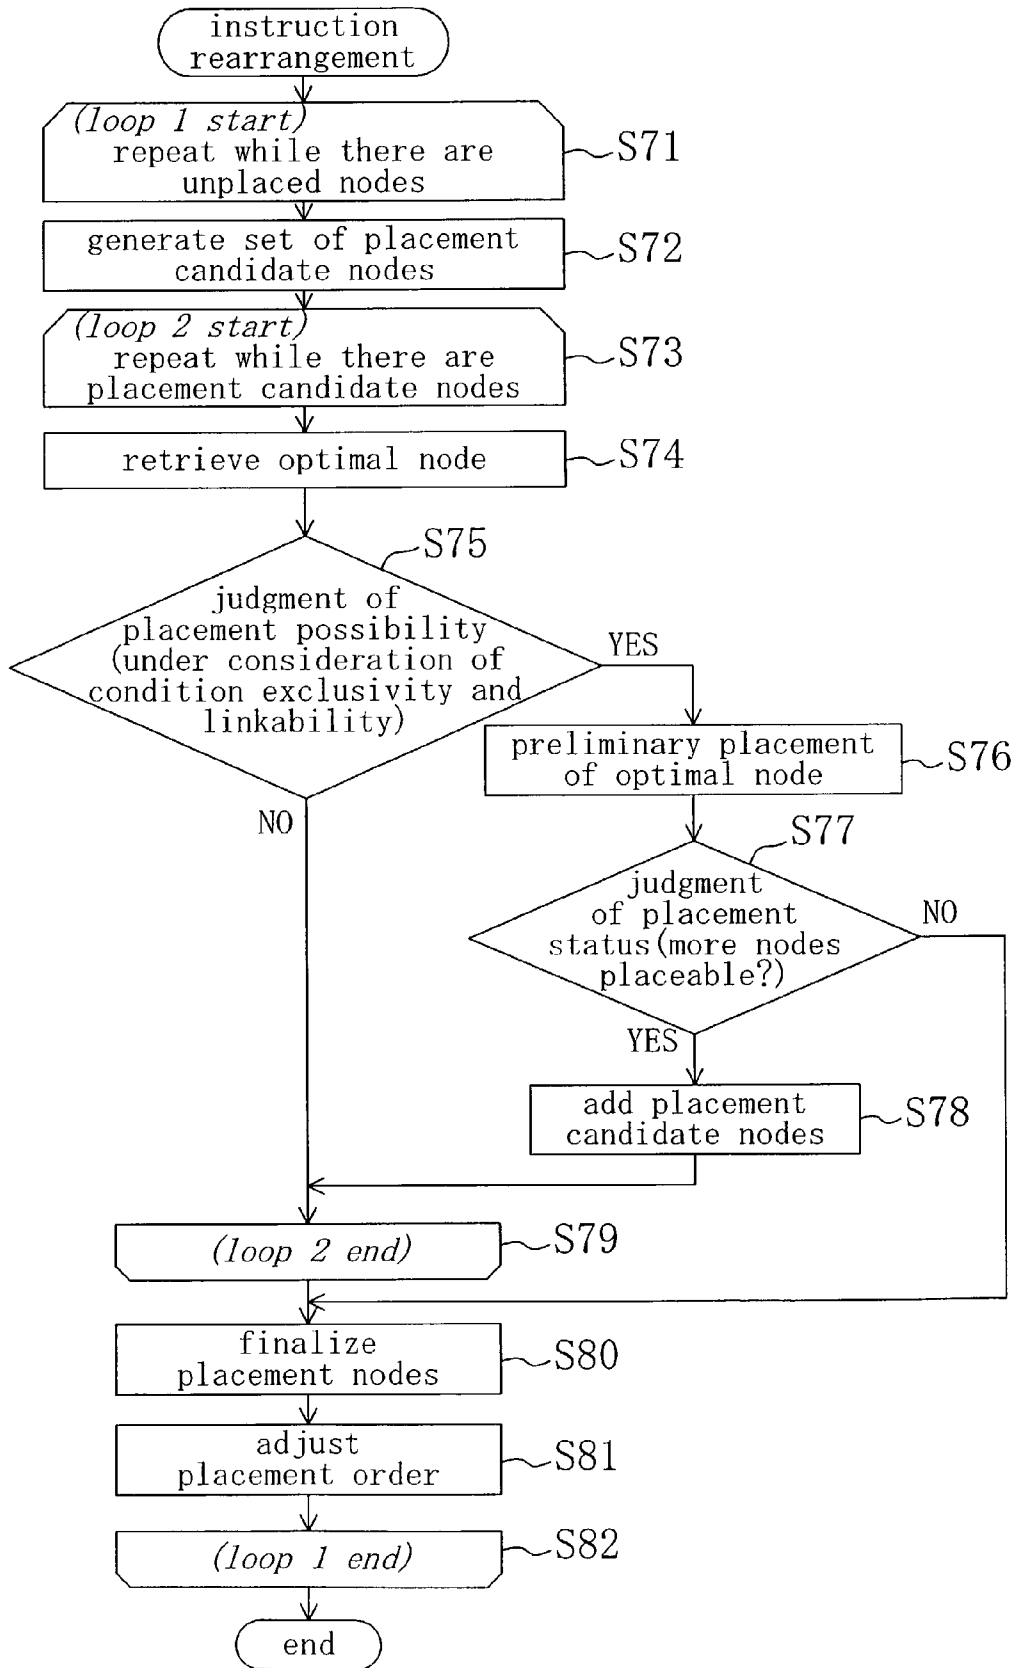 instruction
rearrangement
(loop 1 start)
repeat while there are
unplaced nodes
S71
generate set of placement
candidate nodes
S72
(loop 2 start)
repeat while there are
placement candidate nodes
S73
retrieve optimal node
S74
S75
judgment of
placement possibility
(under consideration of
condition exclusivity and
linkability)
YES
NO
preliminary placement
of optimal node
S76
S77
judgment
of placement
status(more nodes
placeable?)
NO
YES
add placement
candidate nodes
S78
(loop 2 end)
S79
finalize
placement nodes
S80
adjust
placement order
S81
(loop 1 end)
S82
end